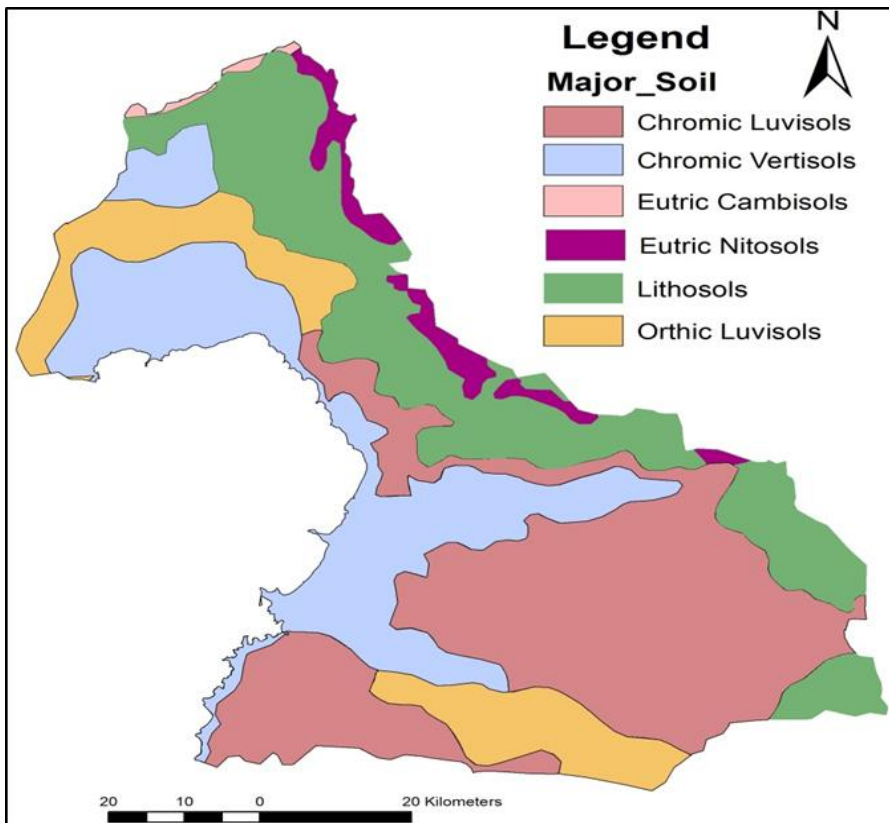 Legend
N
Major_Soil
Chromic Luvisols
Chromic Vertisols
Eutric Cambisols
Eutric Nitosols
Lithosols
Orthic Luvisols
20 10 0 20 Kilometers